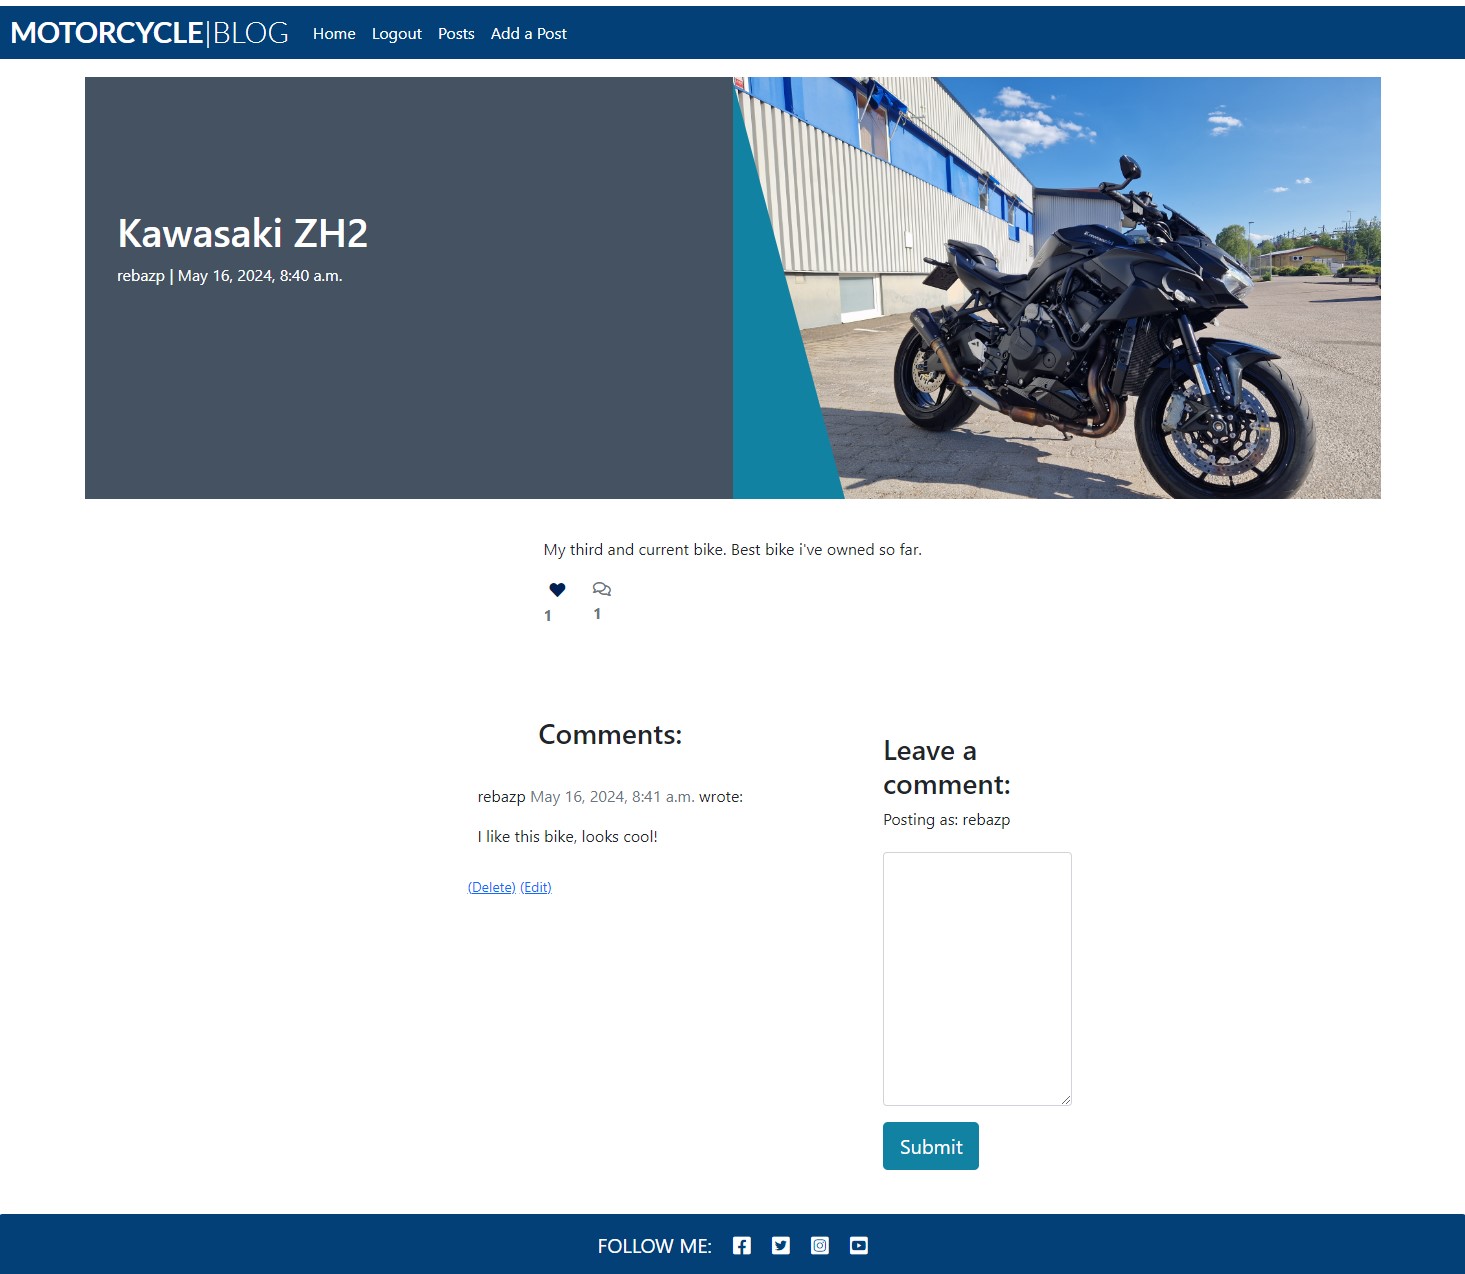 MOTORCYCLE|BLOG Home Logout Posts Add a Post
Kawasaki ZH2
rebazp | May 16, 2024, 8:40 a.m.
My third and current bike. Best bike i've owned so far.
1 1
Comments:
rebazp May 16, 2024, 8:41 a.m. wrote:
I like this bike, looks cool!
(Delete) (Edit)
Leave a
comment:
Posting as: rebazp
Submit
FOLLOW ME: